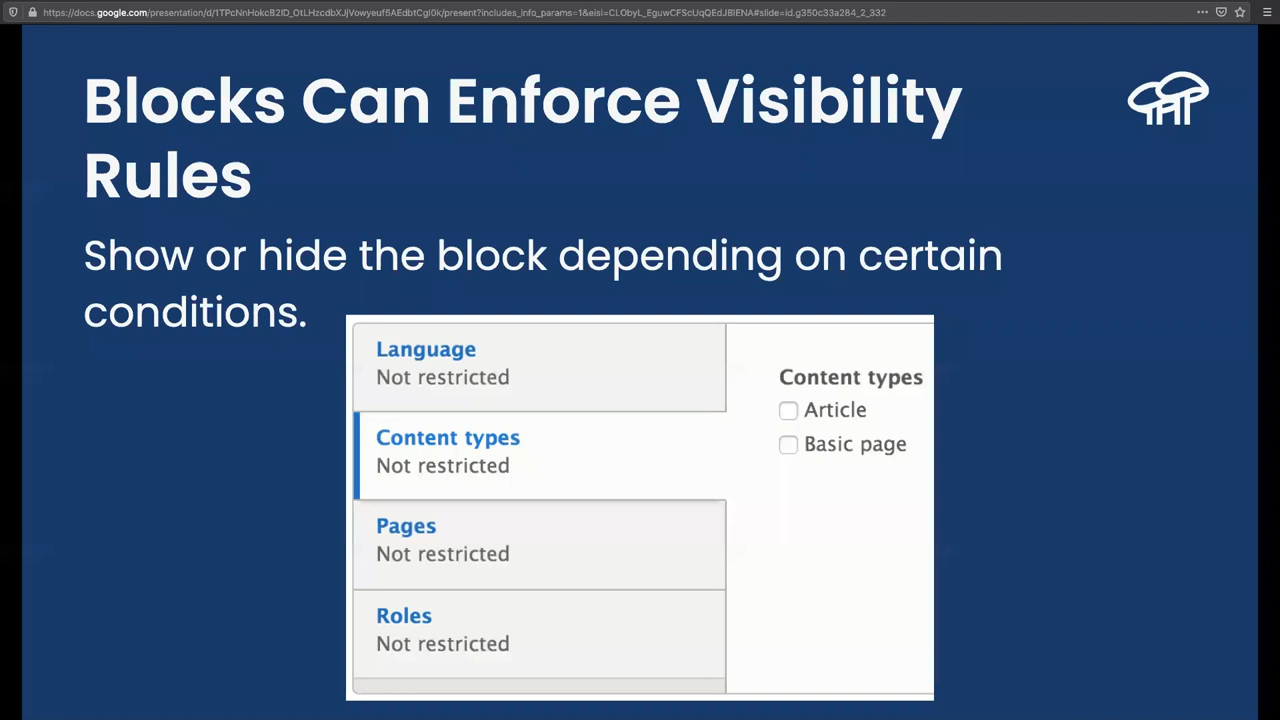 Blocks Can Enforce Visibility
Rules
Show or hide the block depending on certain
conditions.
Language
Not restricted
Content types
Not restricted
Pages
Not restricted
Roles
Not restricted
Content types
Article
Basic page